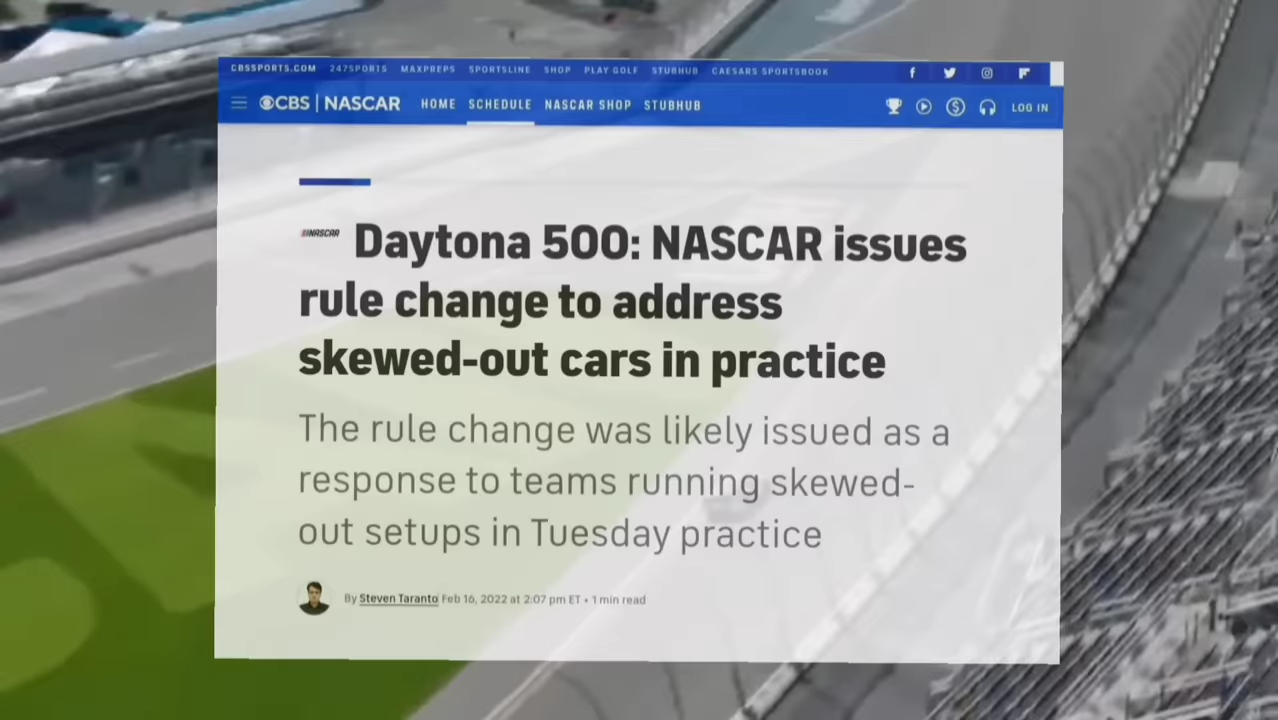 CBSSPORTS.COM 247SPORTS MAXPREPS SPORTSLINE SHOP PLAY GOLF STUBHUB CAESARS SPORTSBOOK
CBS | NASCAR HOME SCHEDULE NASCAR SHOP STUBHUB LOG IN
NASCAR Daytona 500: NASCAR issues
rule change to address
skewed-out cars in practice
The rule change was likely issued as a
response to teams running skewed-
out setups in Tuesday practice
By Steven Taranto Feb 16, 2022 at 2:07 pm ET • 1 min read